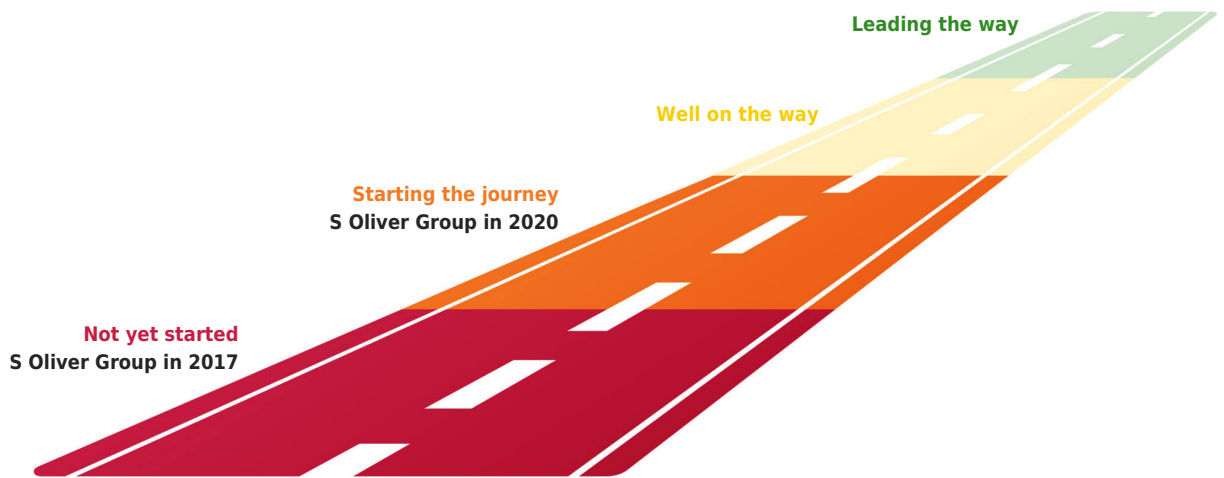 Leading the way
Well on the way
Starting the journey
S Oliver Group in 2020
Not yet started
S Oliver Group in 2017